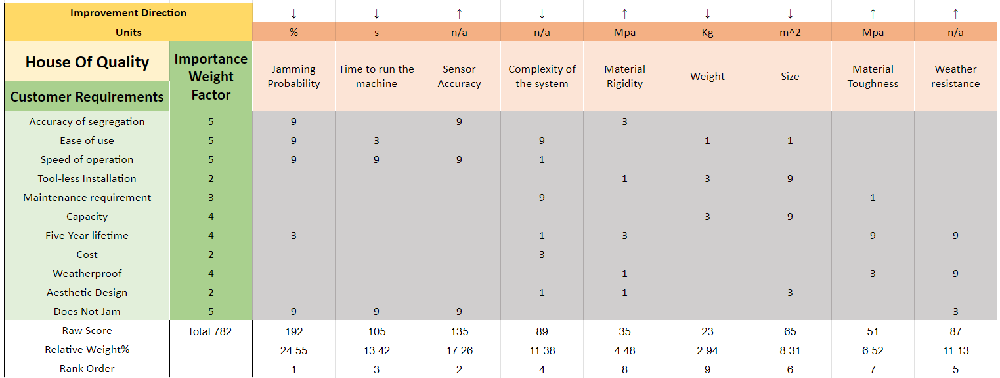 Improvement Direction ↓ ↓ ↑ ↓ ↑ ↓ ↓ ↑ ↑
Units % s n/a n/a Mpa Kg m^2 Mpa n/a
House Of Quality
Customer Requirements
Importance
Weight
Factor
Jamming
Probability
Time to run the
machine
Sensor
Accuracy
Complexity of
the system
Material
Rigidity
Weight
Size
Material
Toughness
Weather
resistance
Accuracy of segregation 5 9 9 3
Ease of use 5 9 3 9 1 1
Speed of operation 5 9 9 9 1
Tool-less Installation 2 1 3 9
Maintenance requirement 3 9 1
Capacity 4 3 9
Five-Year lifetime 4 3 1 3 9 9
Cost 2 3
Weatherproof 4 1 3 9
Aesthetic Design 2 1 1 3
Does Not Jam 5 9 9 9 3
Raw Score Total 782 192 105 135 89 35 23 65 51 87
Relative Weight% 24.55 13.42 17.26 11.38 4.48 2.94 8.31 6.52 11.13
Rank Order 1 3 2 4 8 9 6 7 5